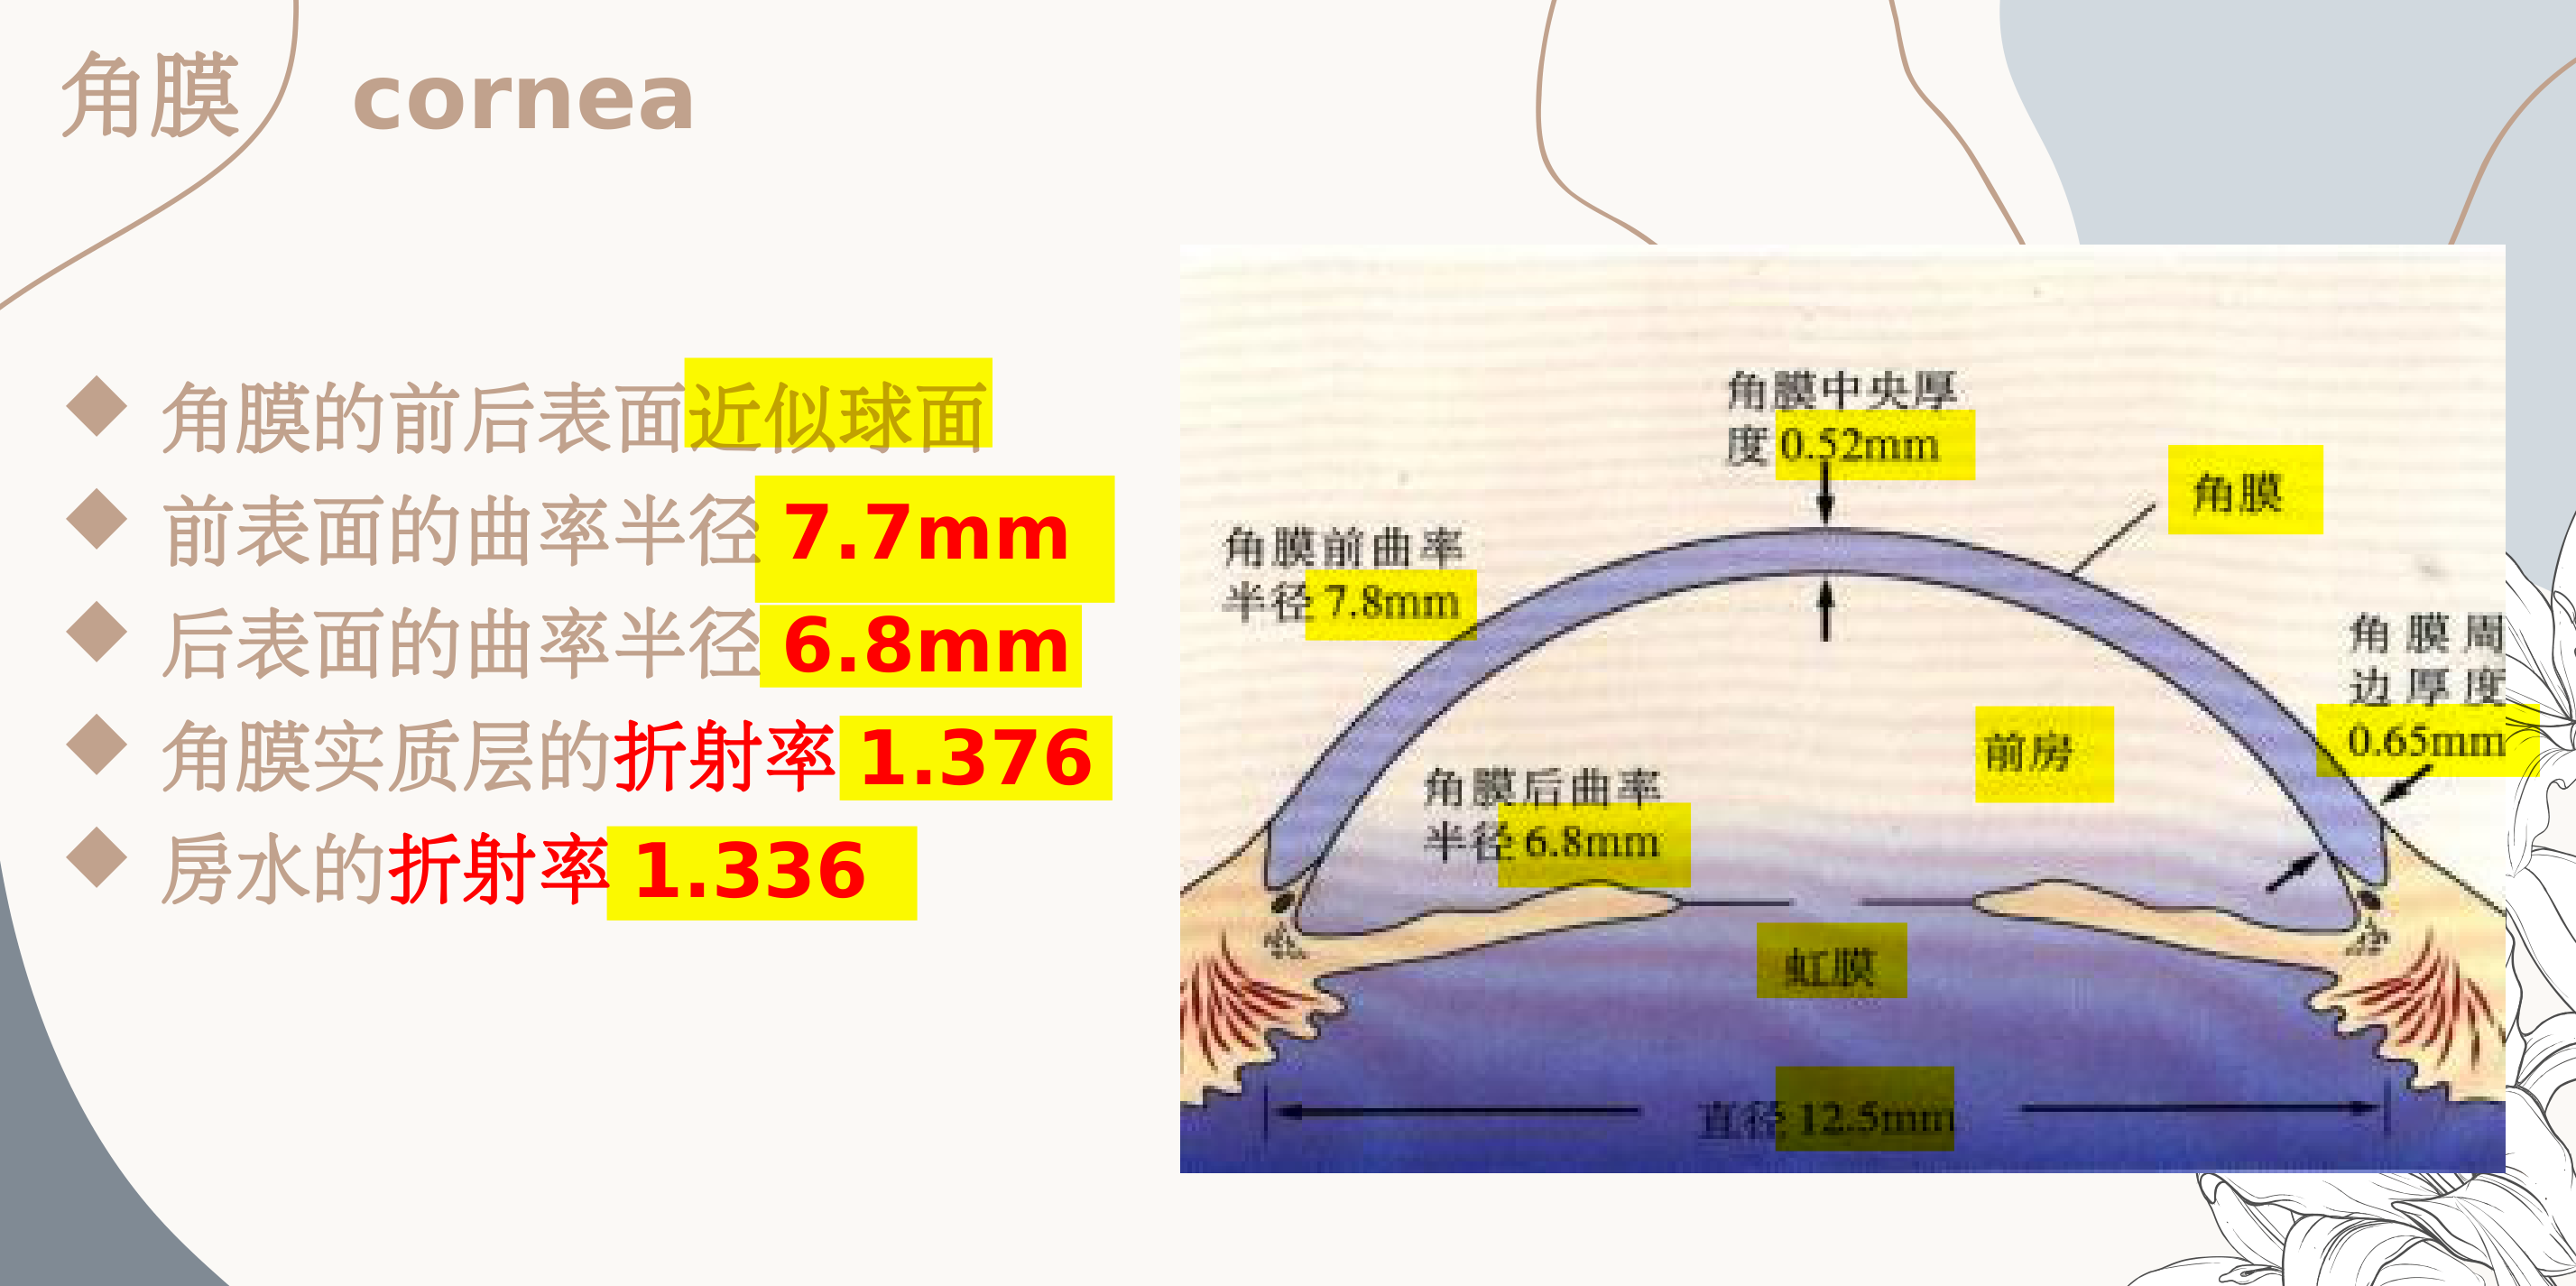 角膜 cornea
角膜的前后表面近似球面
前表面的曲率半径 7.7mm
后表面的曲率半径 6.8mm
角膜实质层的折射率 1.376
房水的折射率 1.336
角膜中央厚
度 0.52mm
角膜
角膜前曲率
半径 7.8mm
角膜周
边厚度
0.65mm
前房
角膜后曲率
半径 6.8mm
虹膜
直径 12.5mm